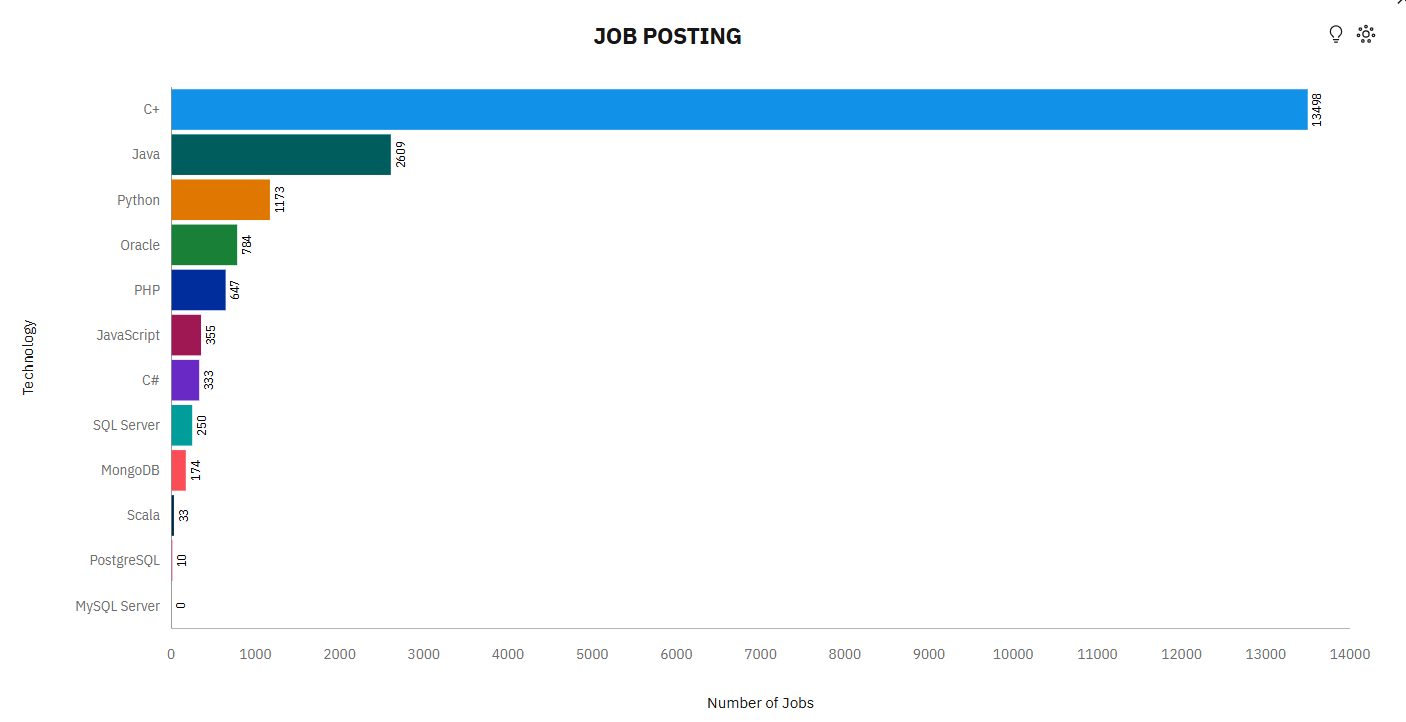 JOB POSTING
C+
13498
Java
2609
Python
1173
Oracle
784
PHP
647
JavaScript
355
C#
333
SQL Server
250
MongoDB
174
Scala
33
PostgreSQL
10
MySQL Server
0
Technology
0 1000 2000 3000 4000 5000 6000 7000 8000 9000 10000 11000 12000 13000 14000
Number of Jobs